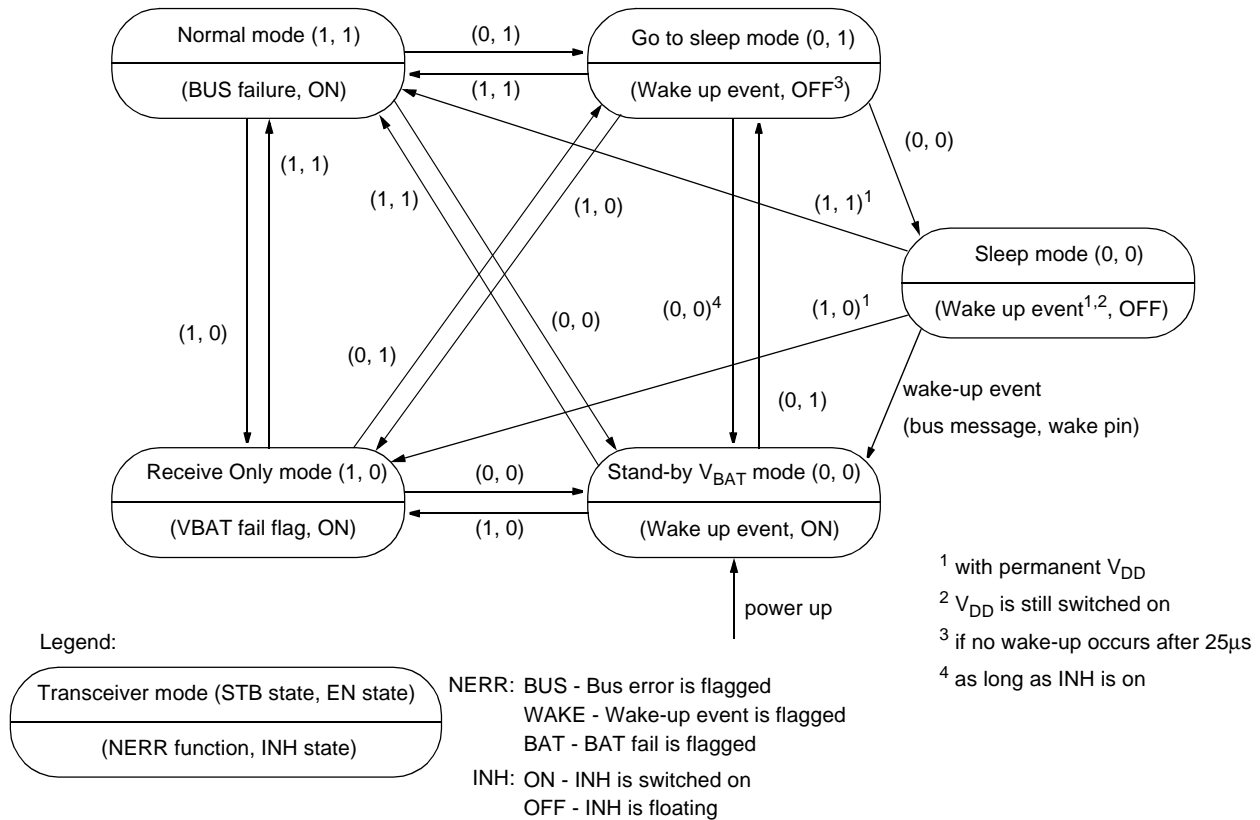 Normal mode (1, 1)
(BUS failure, ON)
(0, 1)
(1, 1)
Go to sleep mode (0, 1)
(Wake up event, OFF³)
(0, 0)
(1, 1)
(1, 1)
(1, 0)
(1, 1)¹
Sleep mode (0, 0)
(Wake up event¹,², OFF)
(1, 0)
(0, 1)
(0, 0)
(0, 0)⁴
(1, 0)¹
(0, 1)
wake-up event
(bus message, wake pin)
Receive Only mode (1, 0)
(VBAT fail flag, ON)
(0, 0)
(1, 0)
Stand-by VBAT mode (0, 0)
(Wake up event, ON)
power up
¹ with permanent VDD
² VDD is still switched on
³ if no wake-up occurs after 25μs
⁴ as long as INH is on
Legend:
Transceiver mode (STB state, EN state)
(NERR function, INH state)
NERR: BUS - Bus error is flagged
WAKE - Wake-up event is flagged
BAT - BAT fail is flagged
INH: ON - INH is switched on
OFF - INH is floating